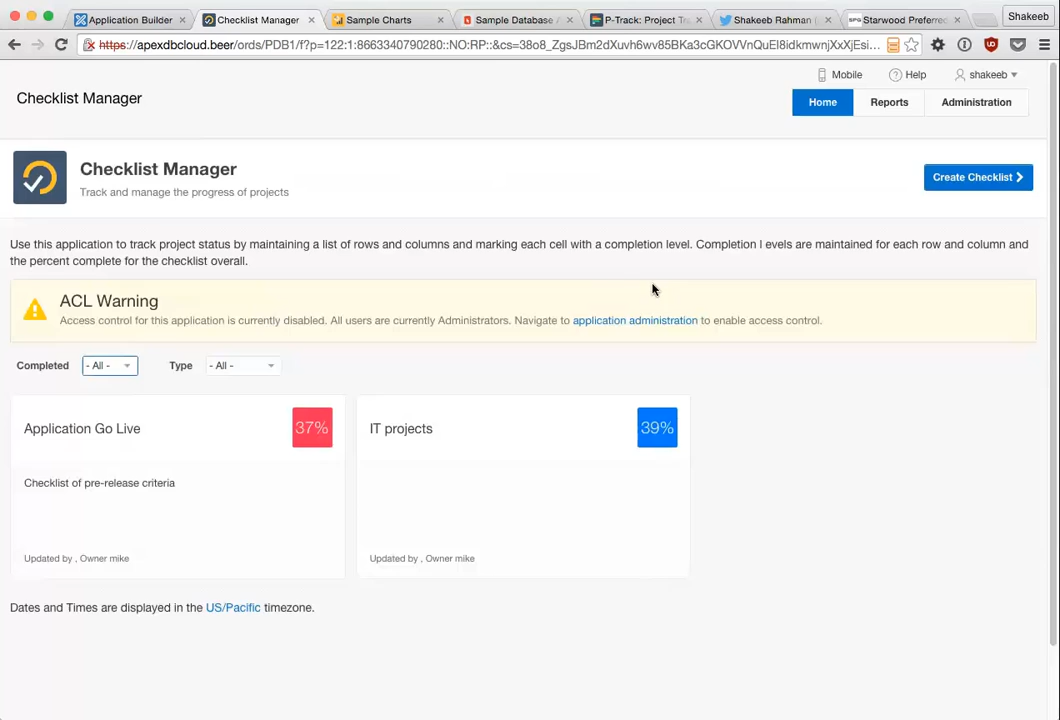 Application Builder
Checklist Manager
Sample Charts
Sample Database
P-Track: Project Tra
Shakeeb Rahman
Starwood Preferred
Shakeeb
Mobile
Help
shakeeb
Checklist Manager
Home
Reports
Administration
Checklist Manager
Track and manage the progress of projects
Create Checklist
Use this application to track project status by maintaining a list of rows and columns and marking each cell with a completion level. Completion l evels are maintained for each row and column and
the percent complete for the checklist overall.
ACL Warning
Access control for this application is currently disabled. All users are currently Administrators. Navigate to application administration to enable access control.
Completed
- All -
Type
- All -
Application Go Live
37%
IT projects
39%
Checklist of pre-release criteria
Updated by , Owner mike
Updated by , Owner mike
Dates and Times are displayed in the US/Pacific timezone.